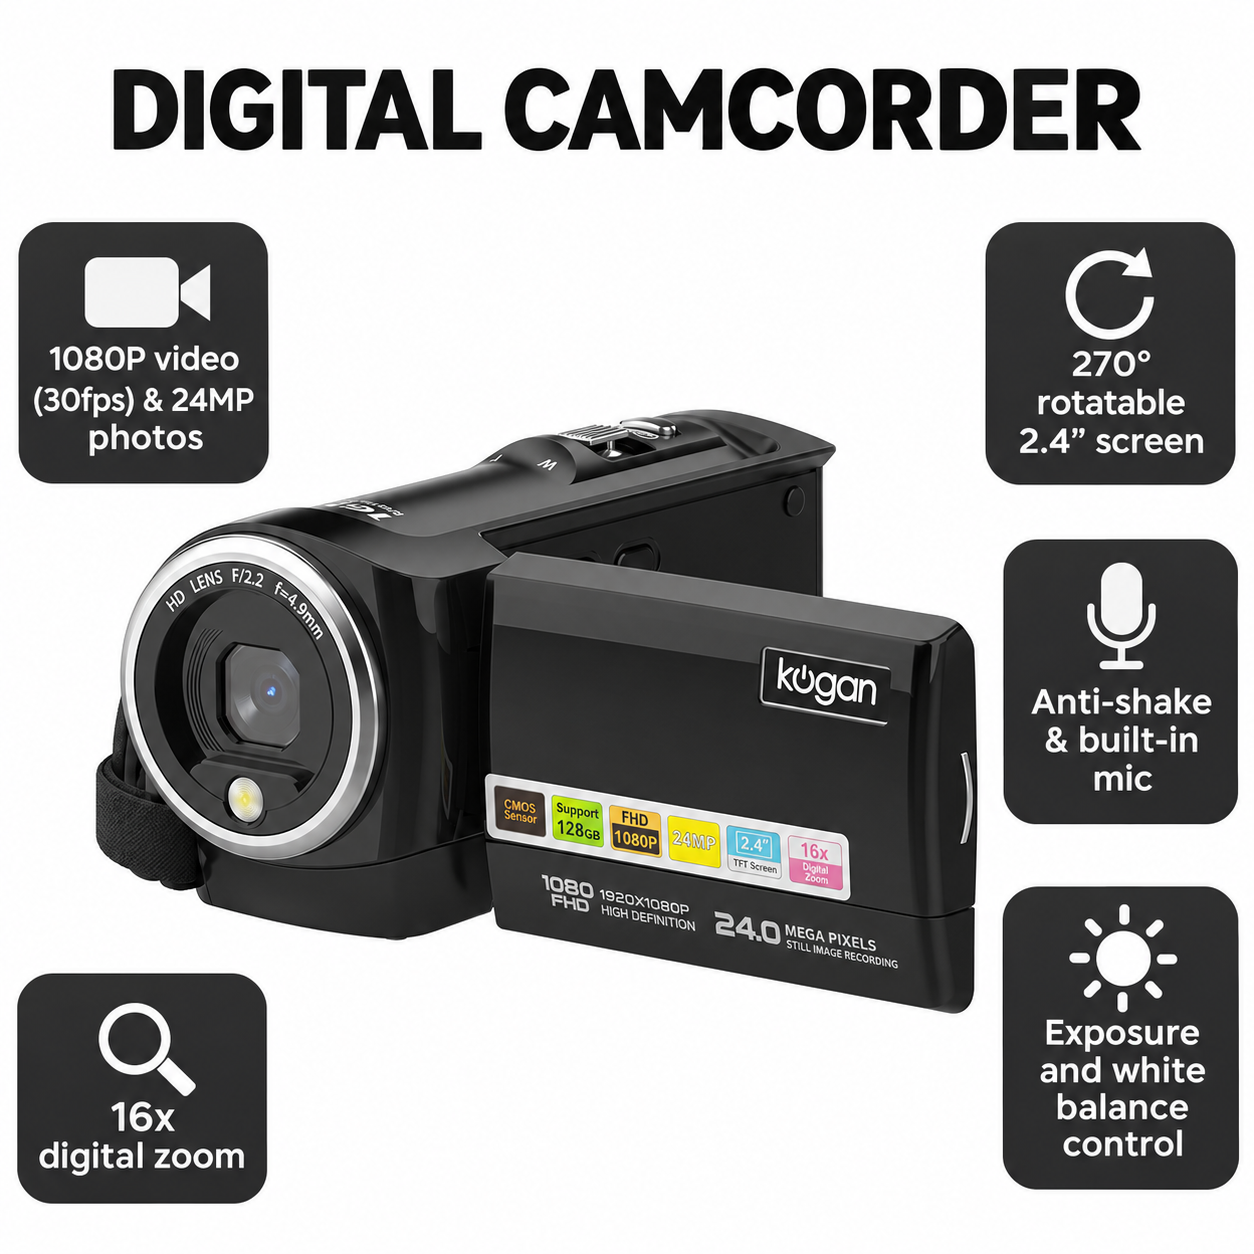 DIGITAL CAMCORDER
1080P video
(30fps) & 24MP
photos
270°
rotatable
2.4” screen
W
HD LENS F/2.2 f=4.9mm
kogan
CMOS
Sensor
Support
128GB
FHD
1080P
24MP
2.4”
TFT Screen
16x
Digital
Zoom
1080
FHD
1920X1080P
HIGH DEFINITION
24.0 MEGA PIXELS
STILL IMAGE RECORDING
Anti-shake
& built-in
mic
16x
digital zoom
Exposure
and white
balance
control